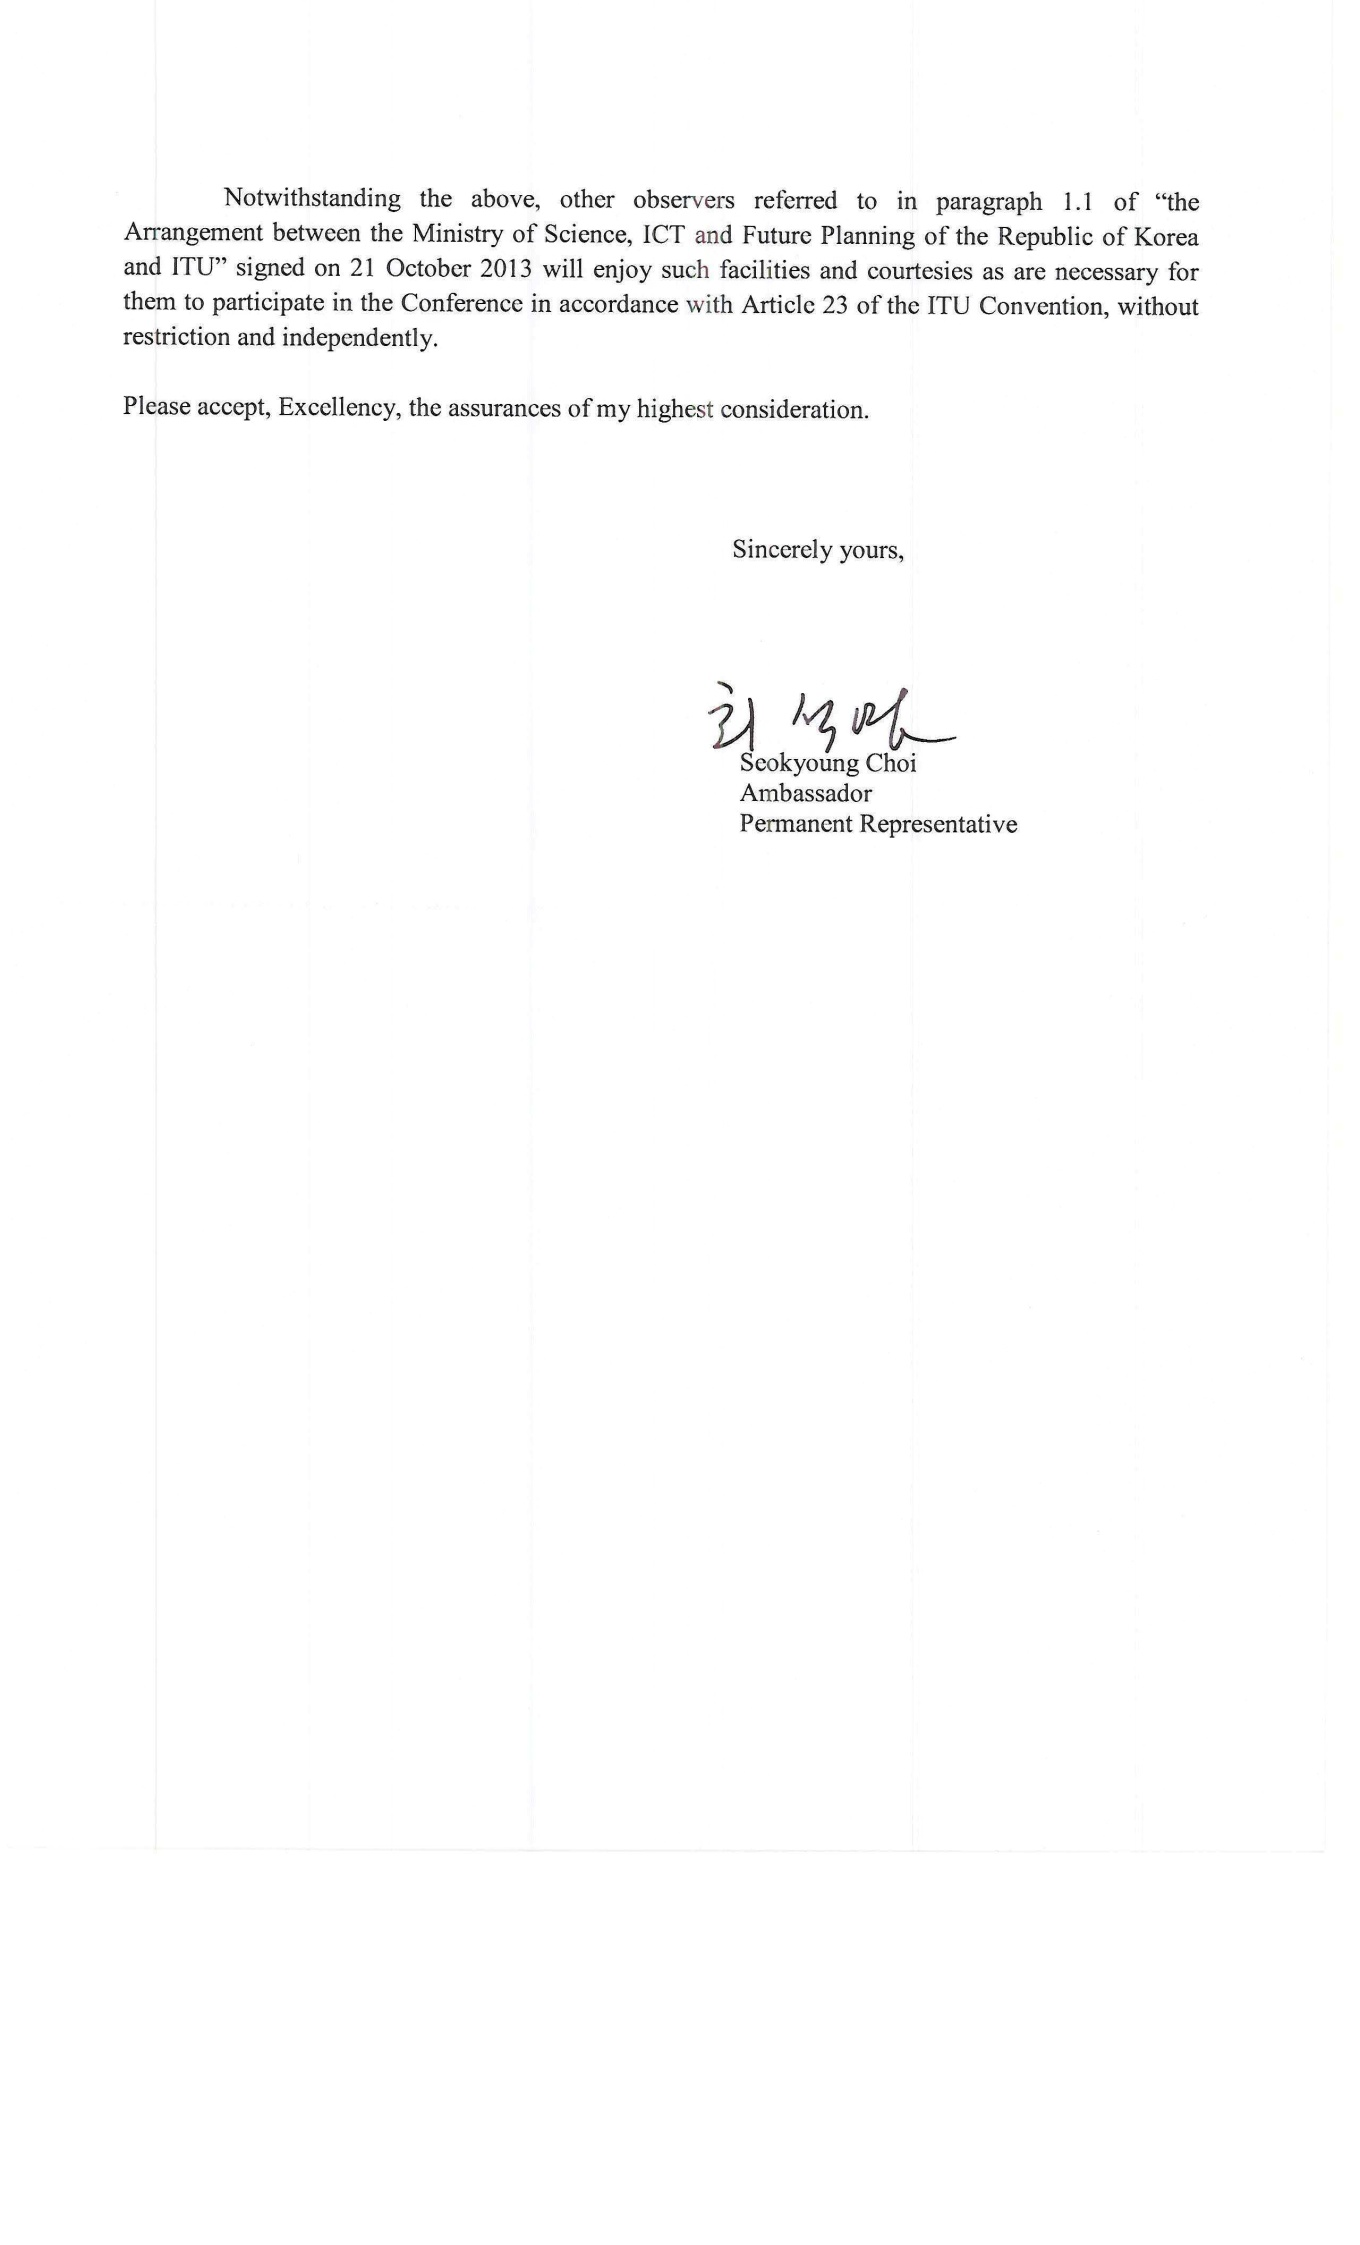 Notwithstanding the above, other observers referred to in paragraph 1.1 of “the
Arrangement between the Ministry of Science, ICT and Future Planning of the Republic of Korea
and ITU” signed on 21 October 2013 will enjoy such facilities and courtesies as are necessary for
them to participate in the Conference in accordance with Article 23 of the ITU Convention, without
restriction and independently.
Please accept, Excellency, the assurances of my highest consideration.
Sincerely yours,
최석영
Seokyoung Choi
Ambassador
Permanent Representative